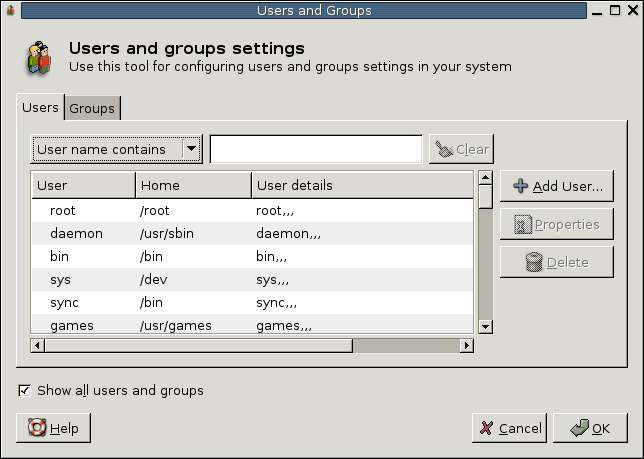 Users and Groups
Users and groups settings
Use this tool for configuring users and groups settings in your system
Users Groups
User name contains Clear
User Home User details
root /root root,,,
daemon /usr/sbin daemon,,,
bin /bin bin,,,
sys /dev sys,,,
sync /bin sync,,,
games /usr/games games,,,
Add User...
Properties
Delete
Show all users and groups
Help Cancel OK